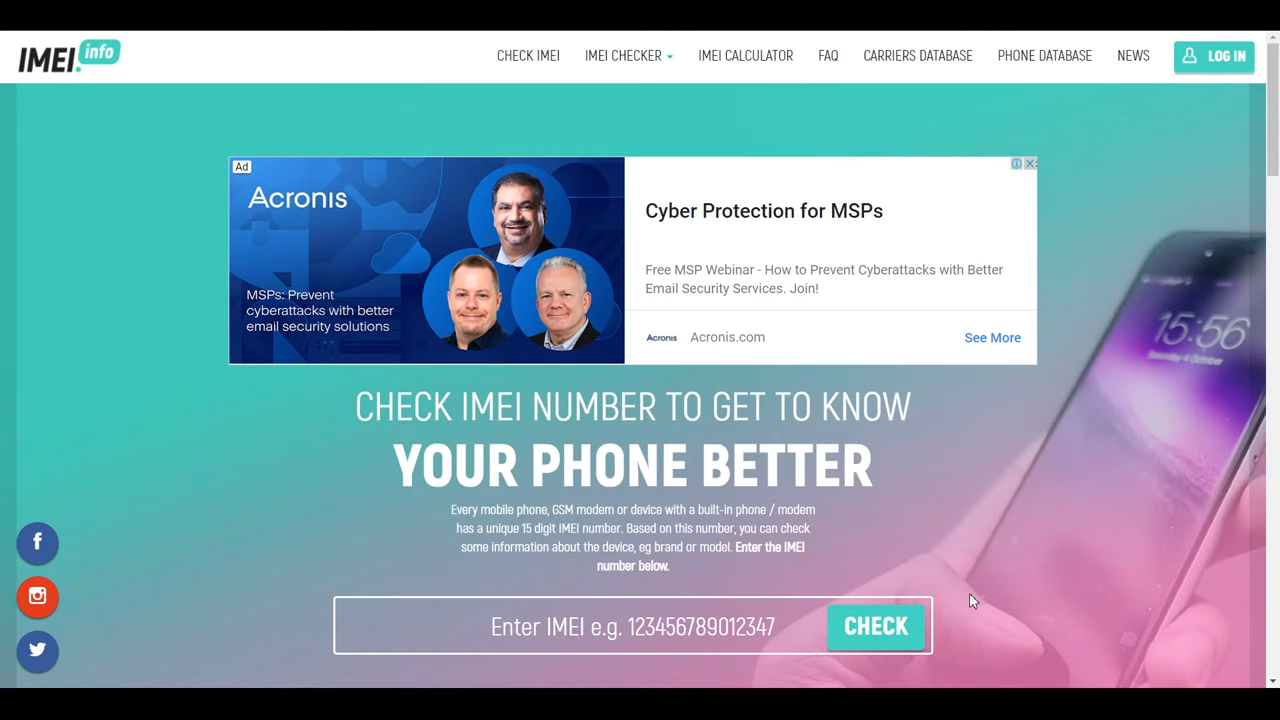 IMEI.info
CHECK IMEI
IMEI CHECKER
IMEI CALCULATOR
FAQ
CARRIERS DATABASE
PHONE DATABASE
NEWS
LOG IN
Ad
Acronis
MSPs: Prevent
cyberattacks with better
email security solutions
Cyber Protection for MSPs
Free MSP Webinar - How to Prevent Cyberattacks with Better
Email Security Services. Join!
Acronis
Acronis.com
See More
15:56
Saturday 4 October
CHECK IMEI NUMBER TO GET TO KNOW
YOUR PHONE BETTER
Every mobile phone, GSM modem or device with a built-in phone / modem
has a unique 15 digit IMEI number. Based on this number, you can check
some information about the device, eg brand or model. Enter the IMEI
number below.
Enter IMEI e.g. 123456789012347
CHECK